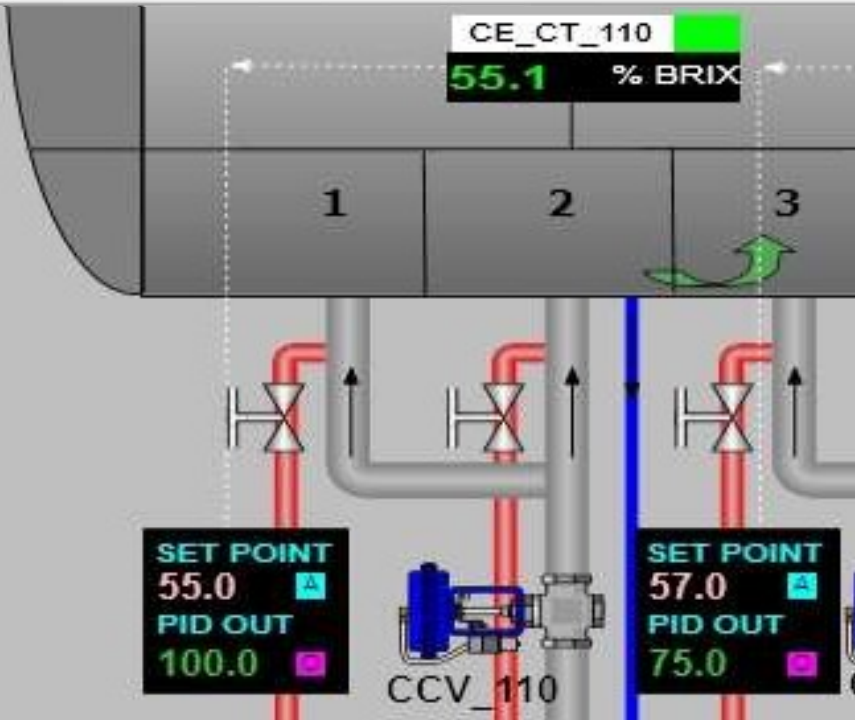 CE_CT_110
55.1 % BRIX
1 2 3
SET POINT
55.0 A
PID OUT
100.0 C
CCV_110
SET POINT
57.0 A
PID OUT
75.0 C